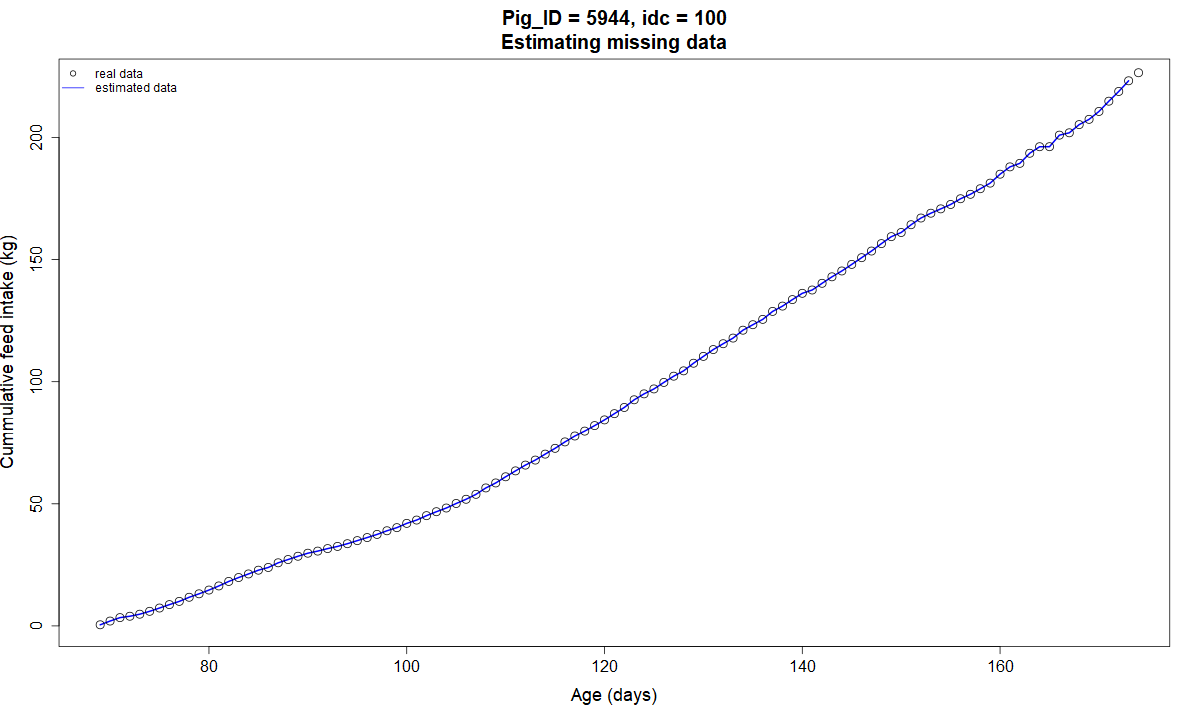 Pig_ID = 5944, idc = 100
Estimating missing data
real data
estimated data
Cummulative feed intake (kg)
200
150
100
50
0
80 100 120 140 160
Age (days)